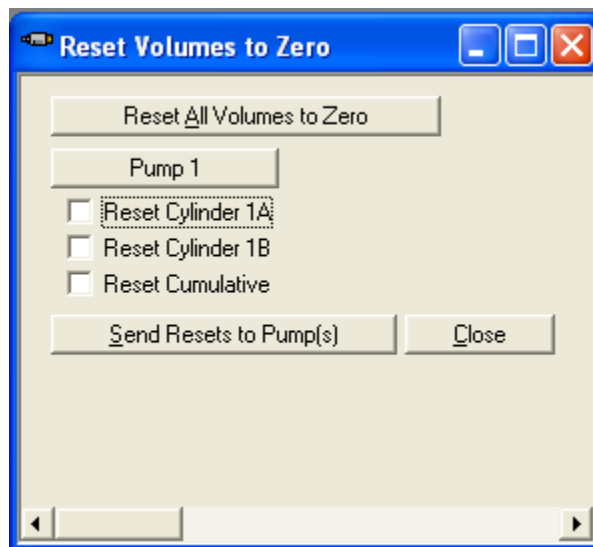 Reset Volumes to Zero
Reset All Volumes to Zero
Pump 1
Reset Cylinder 1A
Reset Cylinder 1B
Reset Cumulative
Send Resets to Pump(s) Close